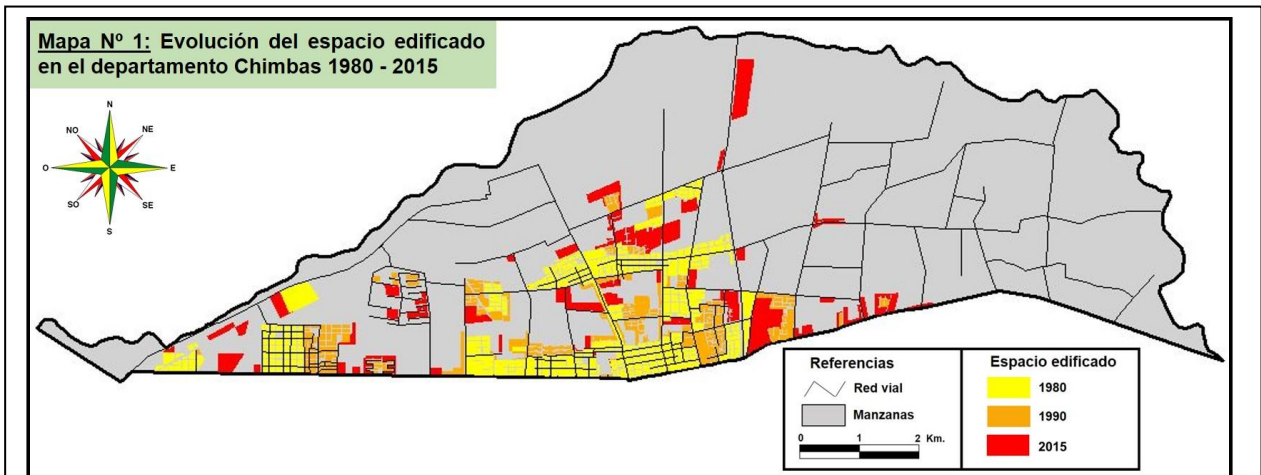 Mapa Nº 1: Evolución del espacio edificado
en el departamento Chimbas 1980 - 2015
N
NO
NE
O
E
SO
SE
S
Referencias
Red vial
Manzanas
0 1 2 Km.
Espacio edificado
1980
1990
2015